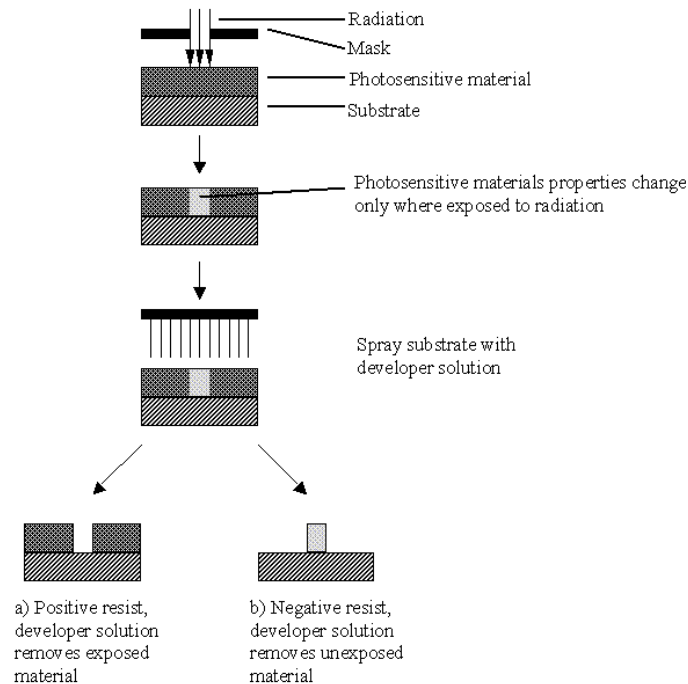 Radiation
Mask
Photosensitive material
Substrate
Photosensitive materials properties change
only where exposed to radiation
Spray substrate with
developer solution
a) Positive resist,
developer solution
removes exposed
material
b) Negative resist,
developer solution
removes unexposed
material